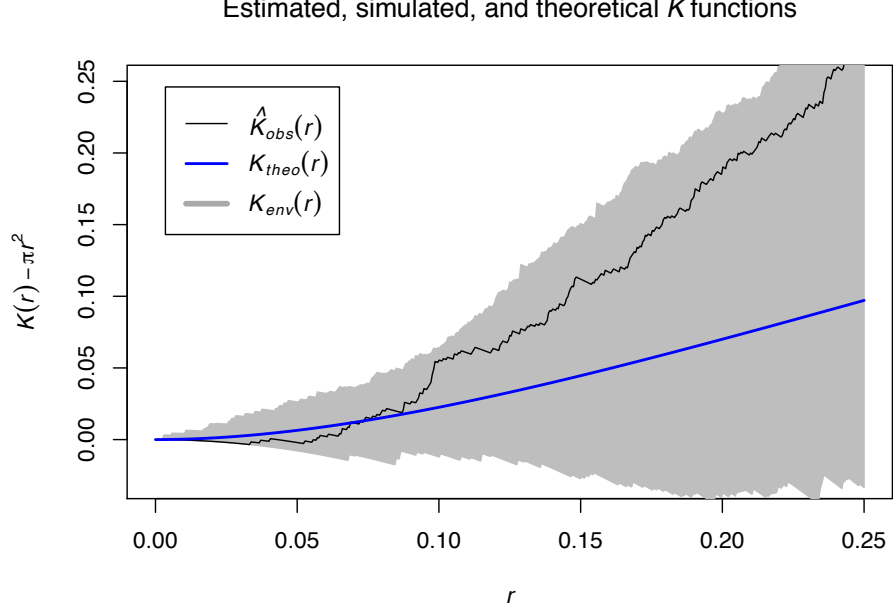 Estimated, simulated, and theoretical K functions
K̂obs(r)
Ktheo(r)
Kenv(r)
K(r) − πr²
0.25
0.20
0.15
0.10
0.05
0.00
0.00 0.05 0.10 0.15 0.20 0.25
r